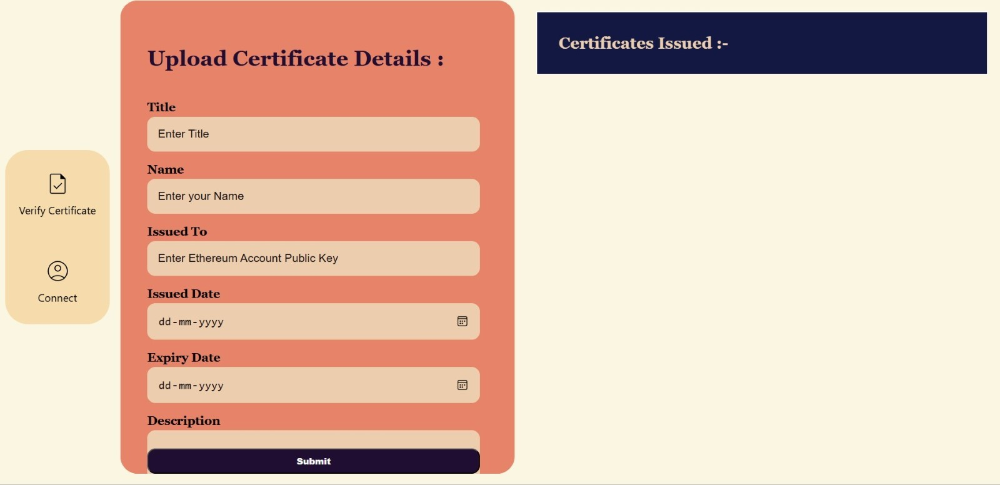 Verify Certificate
Connect
Upload Certificate Details :
Title
Enter Title
Name
Enter your Name
Issued To
Enter Ethereum Account Public Key
Issued Date
dd-mm-yyyy
Expiry Date
dd-mm-yyyy
Description
Submit
Certificates Issued :-